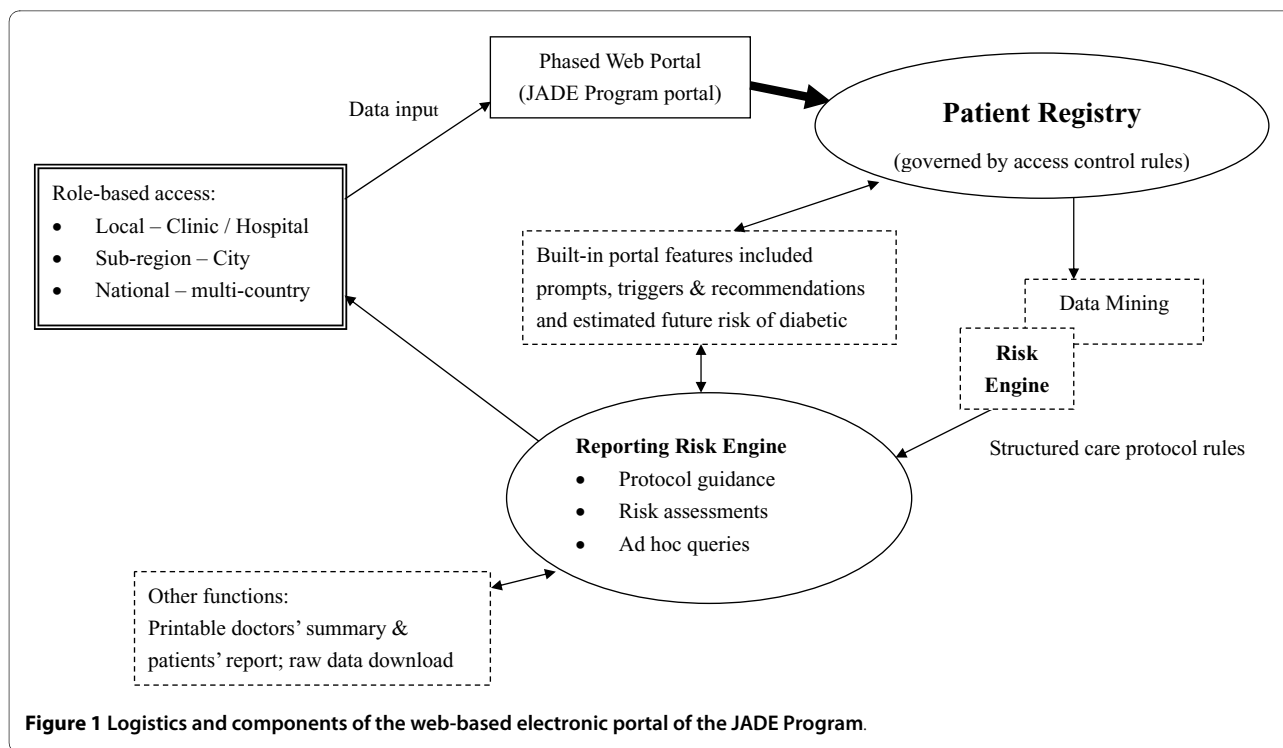 Phased Web Portal
(JADE Program portal)
Data input
Patient Registry
(governed by access control rules)
Role-based access:
• Local – Clinic / Hospital
• Sub-region – City
• National – multi-country
Built-in portal features included
prompts, triggers & recommendations
and estimated future risk of diabetic
Data Mining
Risk
Engine
Structured care protocol rules
Reporting Risk Engine
• Protocol guidance
• Risk assessments
• Ad hoc queries
Other functions:
Printable doctors’ summary &
patients’ report; raw data download
Figure 1 Logistics and components of the web-based electronic portal of the JADE Program.